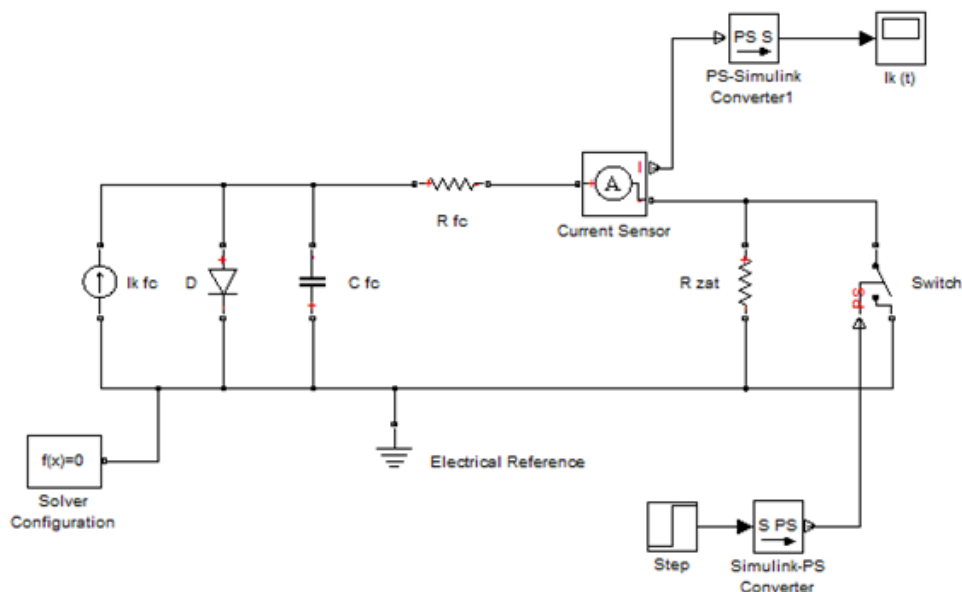 PS S
PS-Simulink
Converter1
Ik (t)
I
A
Current Sensor
R fc
Ik fc
D
C fc
R zat
PS
Switch
f(x)=0
Solver
Configuration
Electrical Reference
Step
S PS
Simulink-PS
Converter